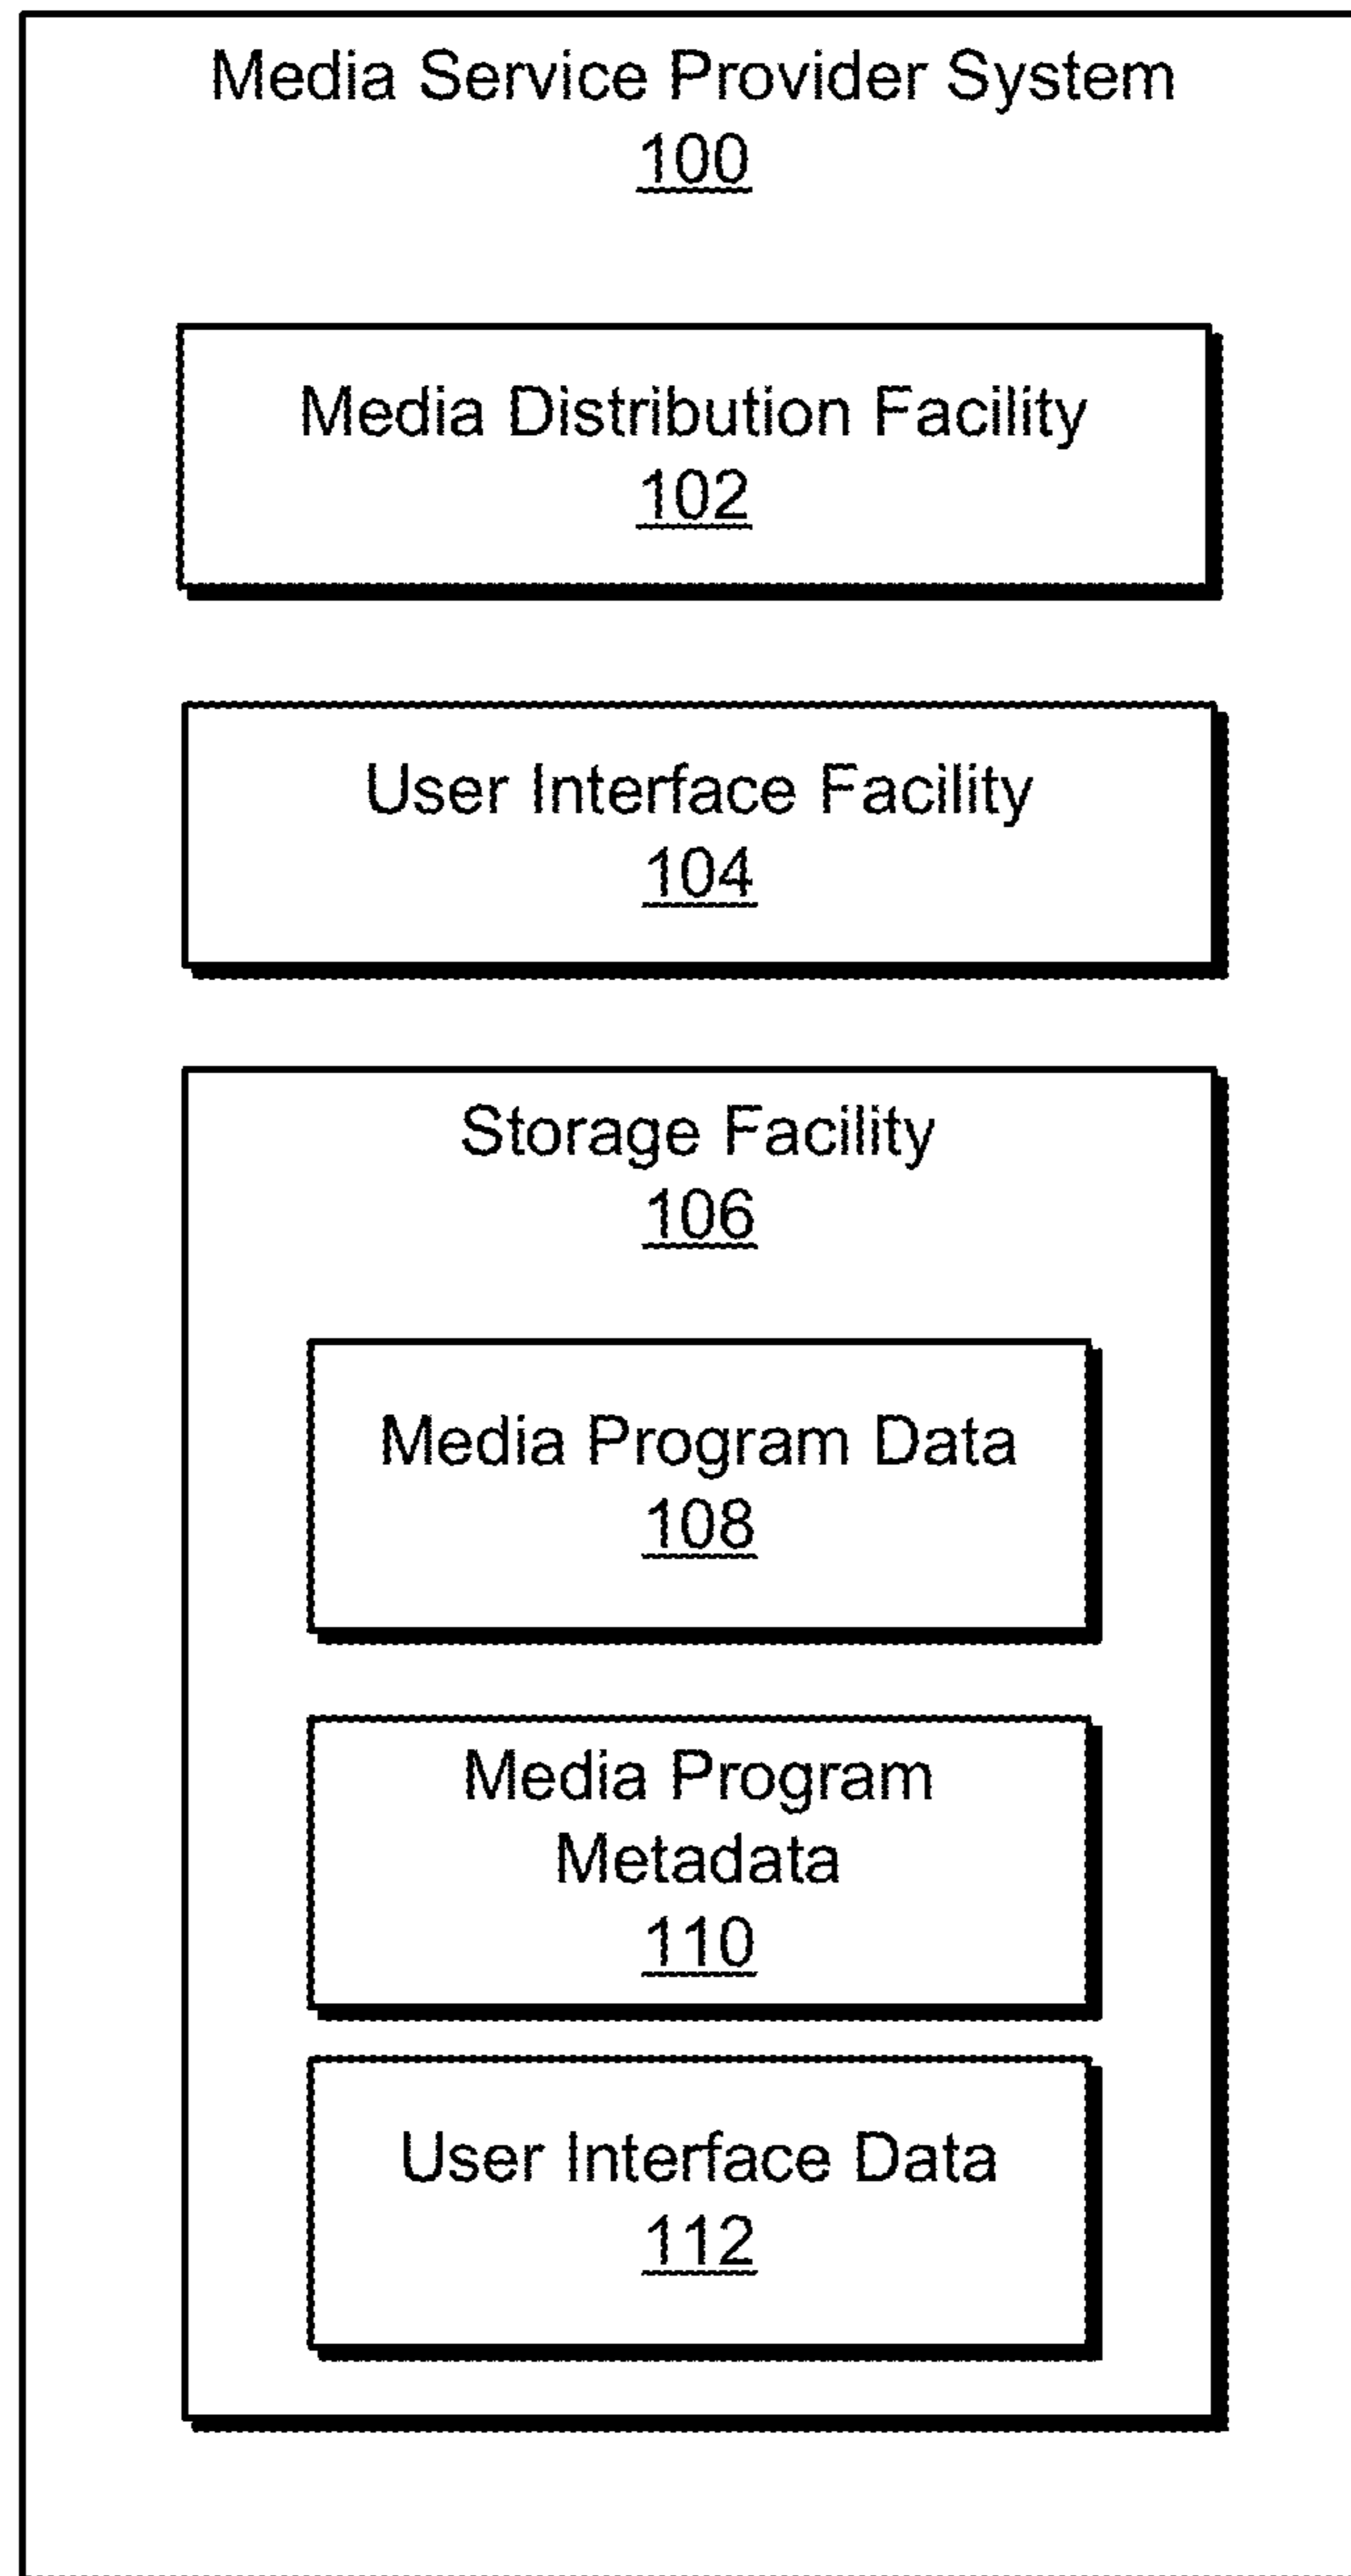 Media Service Provider System
100
Media Distribution Facility
102
User Interface Facility
104
Storage Facility
106
Media Program Data
108
Media Program
Metadata
110
User Interface Data
112